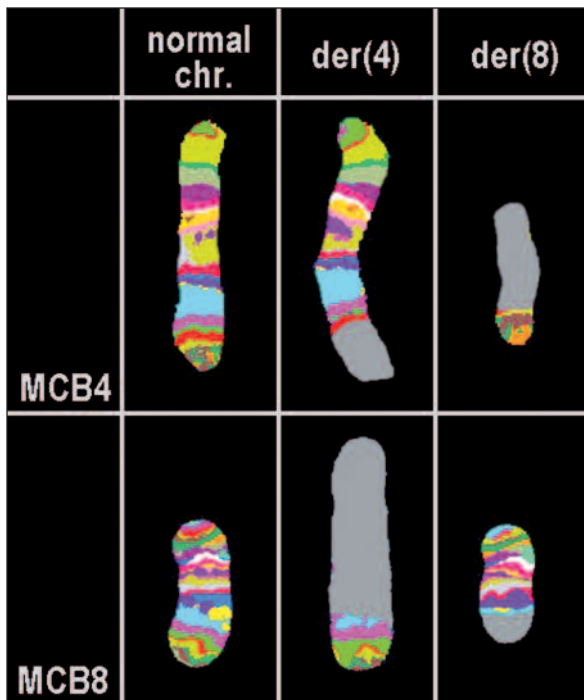 normal
chr.
der(4)
der(8)
MCB4
MCB8